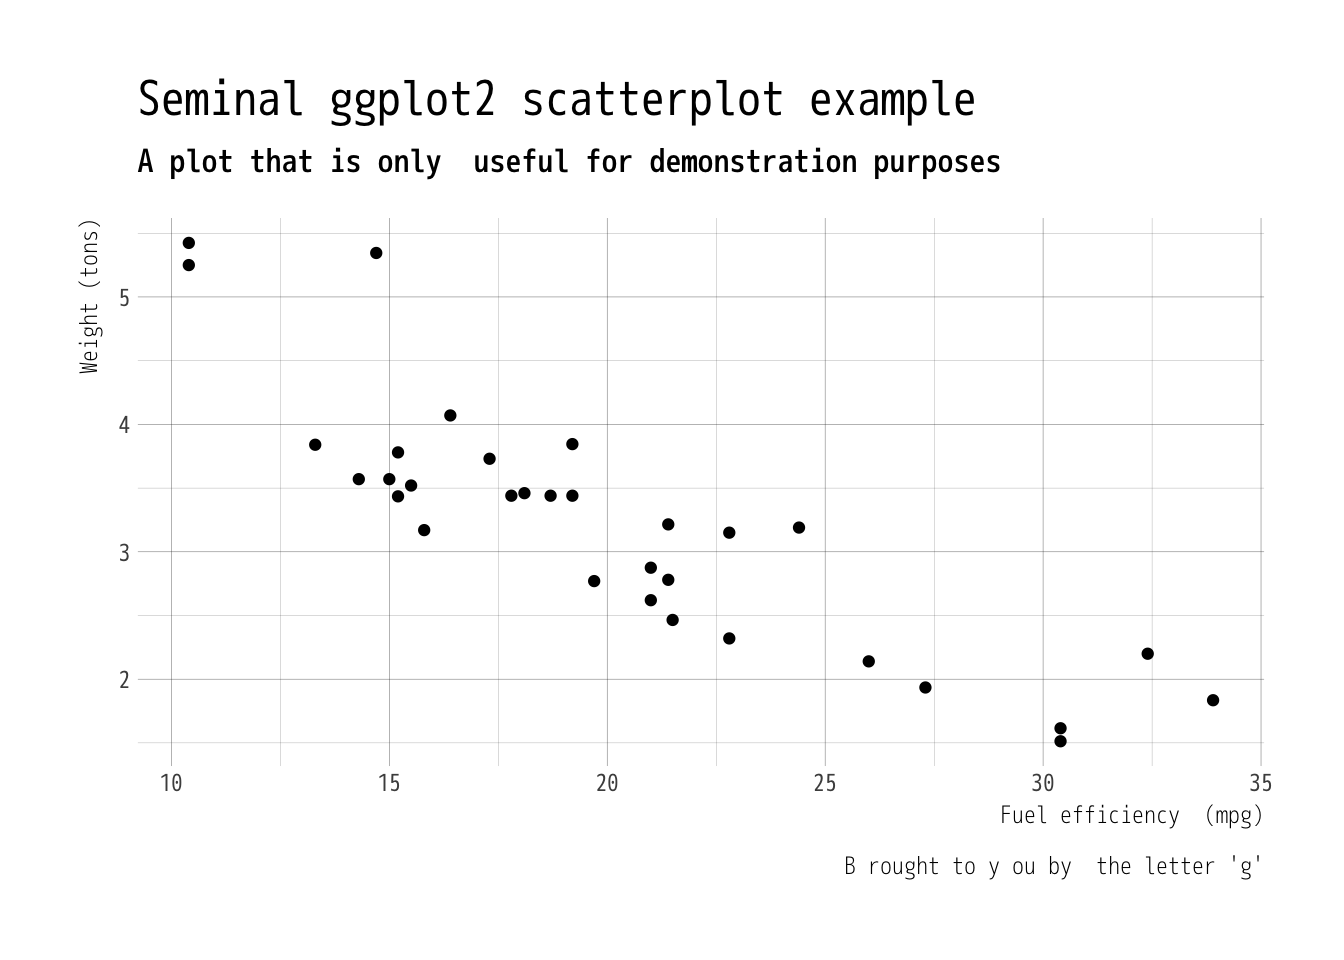 Seminal ggplot2 scatterplot example
A plot that is only  useful for demonstration purposes
Weight (tons)
5
4
3
2
10 15 20 25 30 35
Fuel efficiency  (mpg)
B rought to y ou by  the letter 'g'